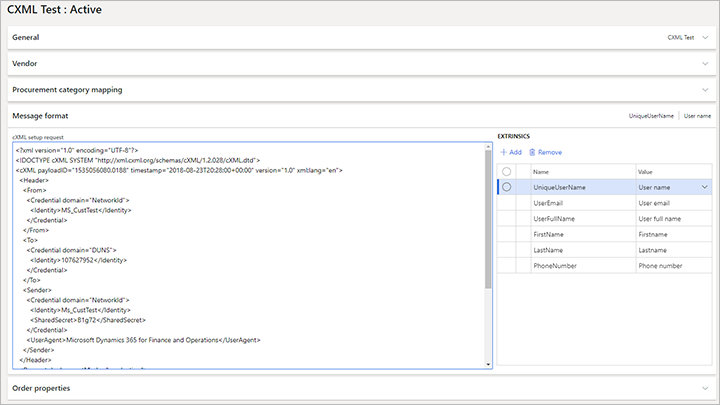 CXML Test : Active
General CXML Test
Vendor
Procurement category mapping
Message format UniqueUserName User name
cXML setup request
<?xml version="1.0" encoding="UTF-8"?>
<!DOCTYPE cXML SYSTEM "http://xml.cxml.org/schemas/cXML/1.2.028/cXML.dtd">
<cXML payloadID="1535056080.0188" timestamp="2018-08-23T20:28:00+00:00" version="1.0" xml:lang="en">
<Header>
<From>
<Credential domain="NetworkId">
<Identity>MS_CustTest</Identity>
</Credential>
</From>
<To>
<Credential domain="DUNS">
<Identity>107627952</Identity>
</Credential>
</To>
<Sender>
<Credential domain="NetworkId">
<Identity>Ms_CustTest</Identity>
<SharedSecret>B1g72</SharedSecret>
</Credential>
<UserAgent>Microsoft Dynamics 365 for Finance and Operations</UserAgent>
</Sender>
</Header>
EXTRINSICS
Add Remove
Name Value
UniqueUserName User name
UserEmail User email
UserFullName User full name
FirstName Firstname
LastName Lastname
PhoneNumber Phone number
Order properties